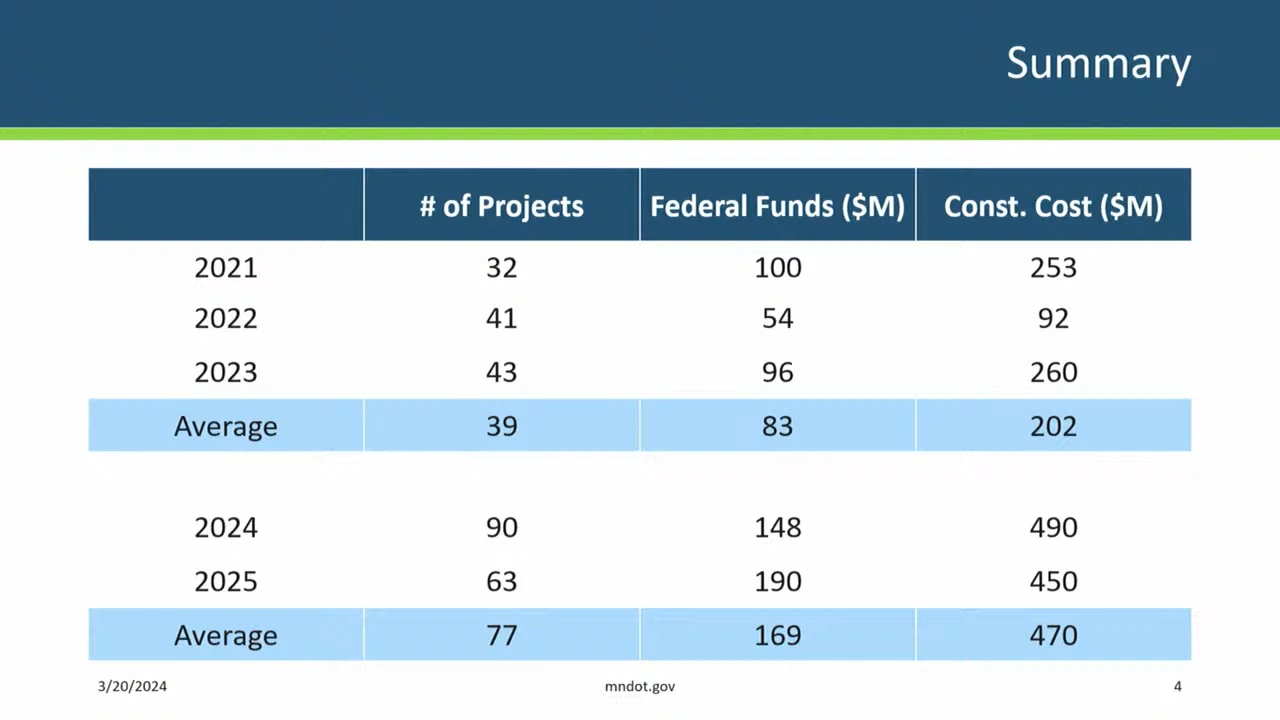 Summary
# of Projects Federal Funds ($M) Const. Cost ($M)
2021 32 100 253
2022 41 54 92
2023 43 96 260
Average 39 83 202
2024 90 148 490
2025 63 190 450
Average 77 169 470
3/20/2024 mndot.gov 4